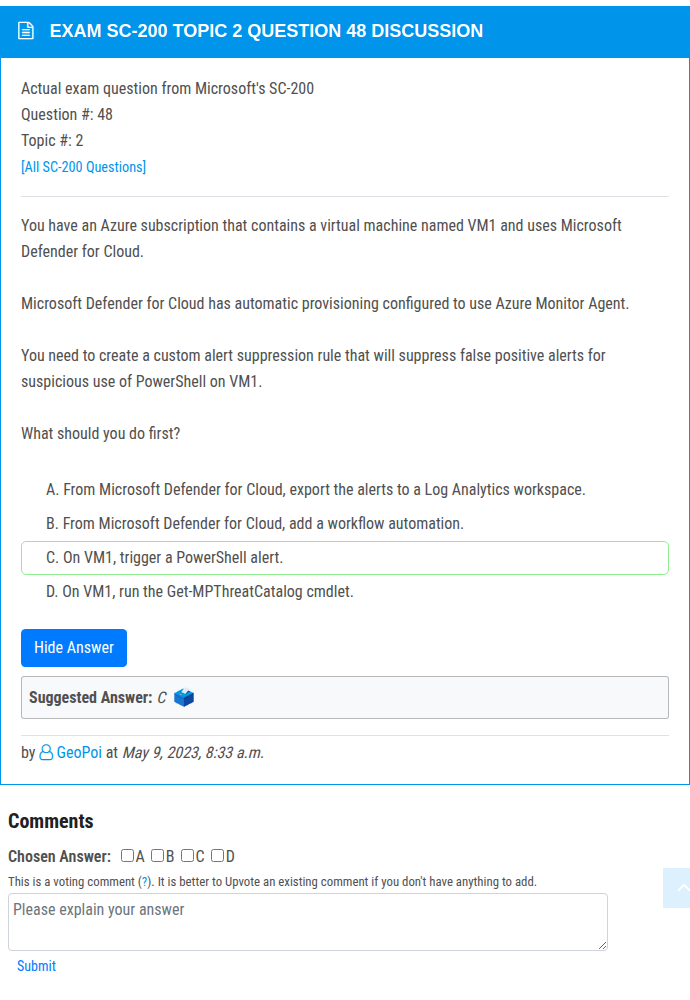 EXAM SC-200 TOPIC 2 QUESTION 48 DISCUSSION
Actual exam question from Microsoft's SC-200
Question #: 48
Topic #: 2
[All SC-200 Questions]
You have an Azure subscription that contains a virtual machine named VM1 and uses Microsoft
Defender for Cloud.
Microsoft Defender for Cloud has automatic provisioning configured to use Azure Monitor Agent.
You need to create a custom alert suppression rule that will suppress false positive alerts for
suspicious use of PowerShell on VM1.
What should you do first?
A. From Microsoft Defender for Cloud, export the alerts to a Log Analytics workspace.
B. From Microsoft Defender for Cloud, add a workflow automation.
C. On VM1, trigger a PowerShell alert.
D. On VM1, run the Get-MPThreatCatalog cmdlet.
Hide Answer
Suggested Answer: C
by GeoPoi at May 9, 2023, 8:33 a.m.
Comments
Chosen Answer: A B C D
This is a voting comment (?). It is better to Upvote an existing comment if you don't have anything to add.
Please explain your answer
Submit